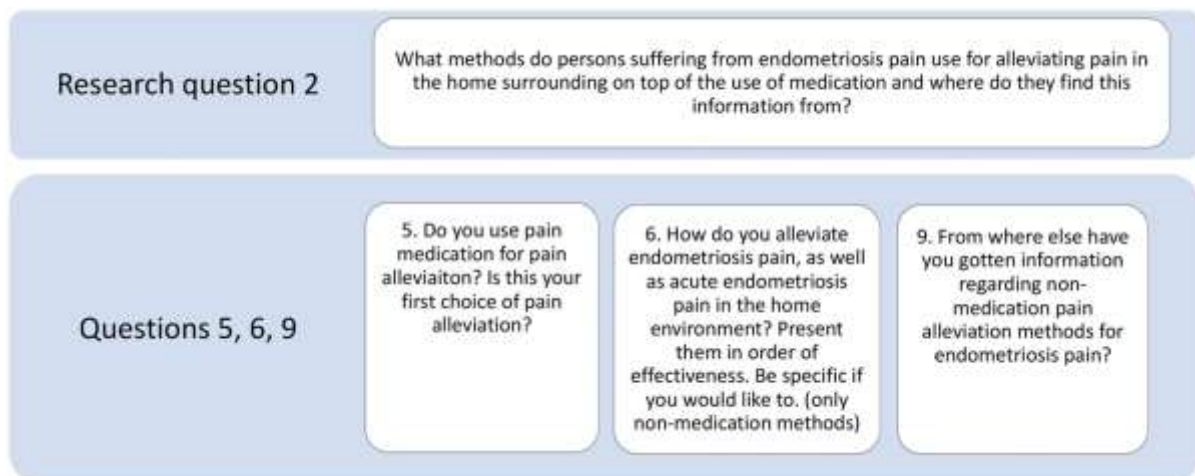 Research question 2
What methods do persons suffering from endometriosis pain use for alleviating pain in
the home surrounding on top of the use of medication and where do they find this
information from?
Questions 5, 6, 9
5. Do you use pain
medication for pain
alleviaiton? Is this your
first choice of pain
alleviation?
6. How do you alleviate
endometriosis pain, as well
as acute endometriosis
pain in the home
environment? Present
them in order of
effectiveness. Be specific if
you would like to. (only
non-medication methods)
9. From where else have
you gotten information
regarding non-
medication pain
alleviation methods for
endometriosis pain?